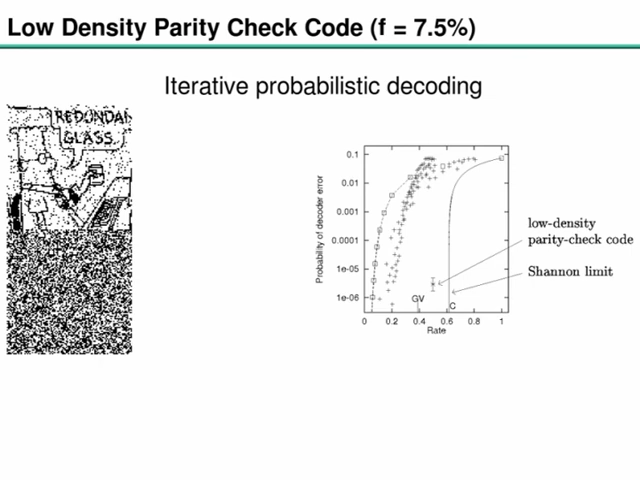 Low Density Parity Check Code (f = 7.5%)
Iterative probabilistic decoding
REDUNDAN
GLASS
Probability of decoder error
0.1
0.01
0.001
0.0001
1e-05
1e-06
GV
C
0 0.2 0.4 0.6 0.8 1
Rate
low-density
parity-check code
Shannon limit